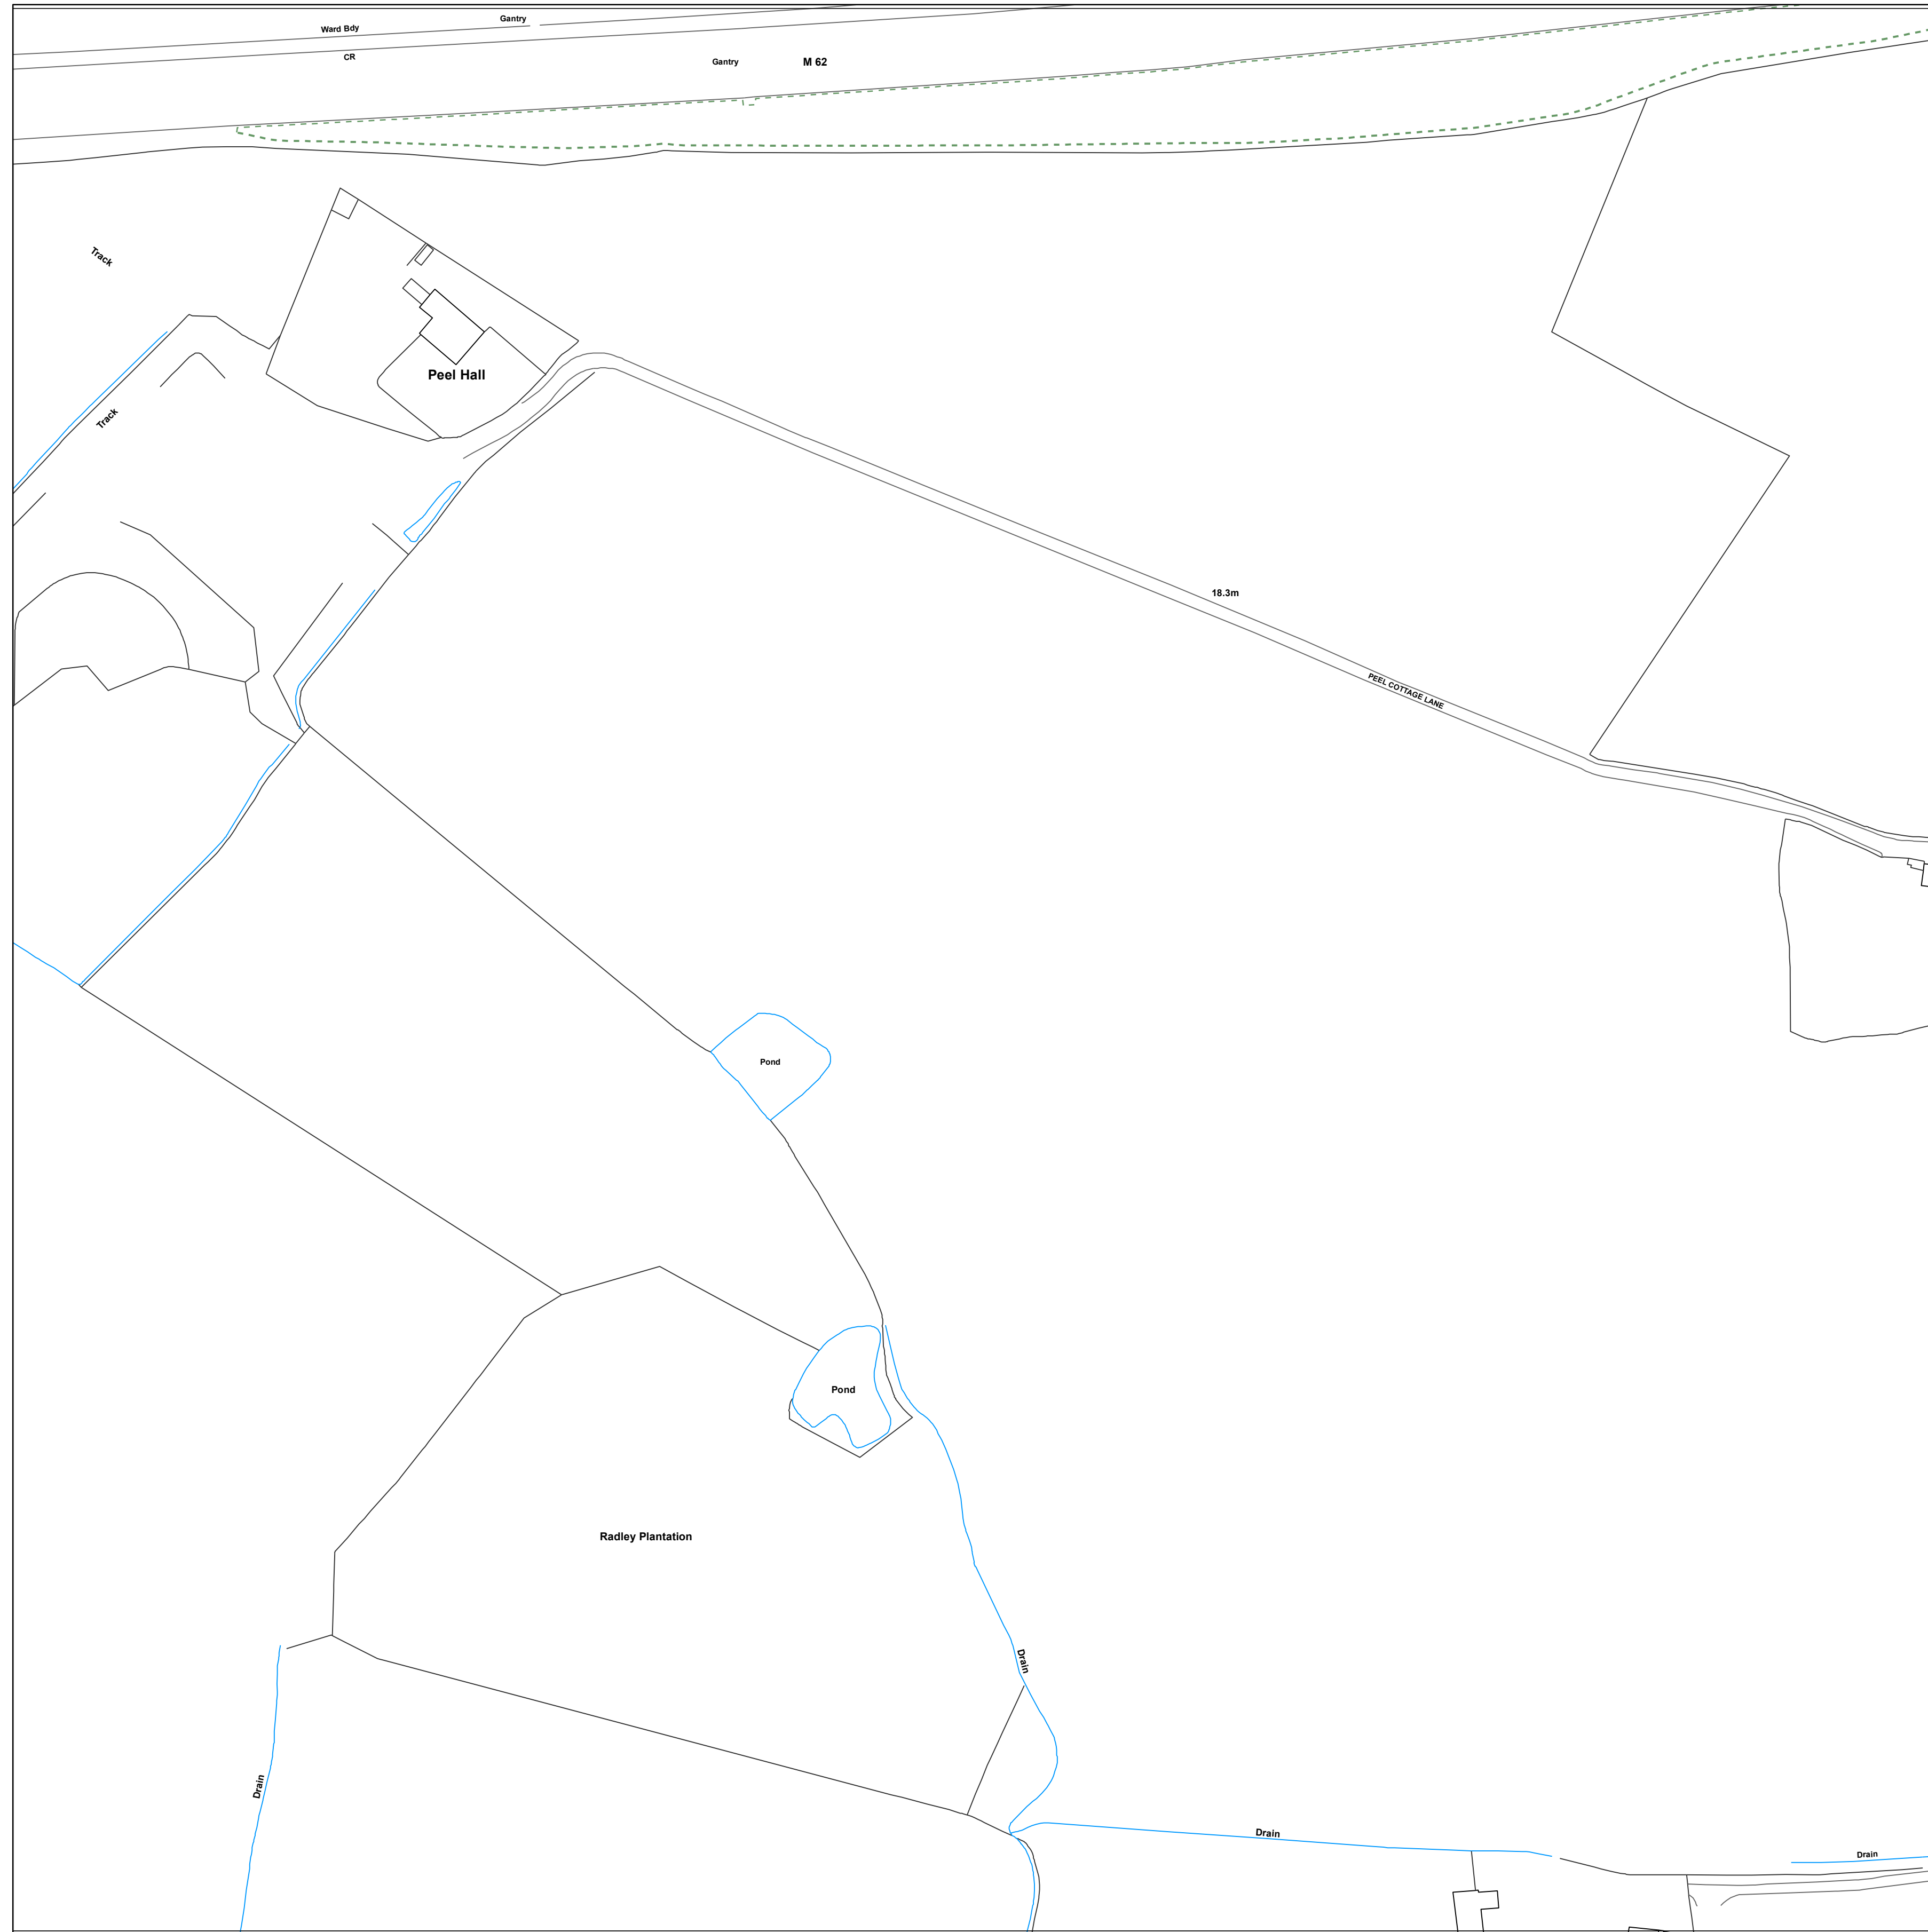 Gantry
Ward Bdy
CR
Gantry
M 62
Track
Peel Hall
Track
18.3m
PEEL COTTAGE LANE
Pond
Pond
Radley Plantation
Drain
Drain
Drain
Drain